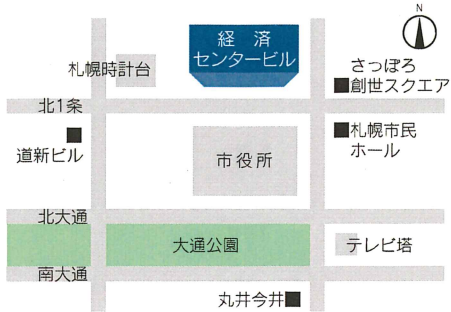 N
経済
センタービル
札幌時計台
さっぽろ
創世スクエア
北1条
道新ビル
市役所
札幌市民
ホール
北大通
大通公園
テレビ塔
南大通
丸井今井